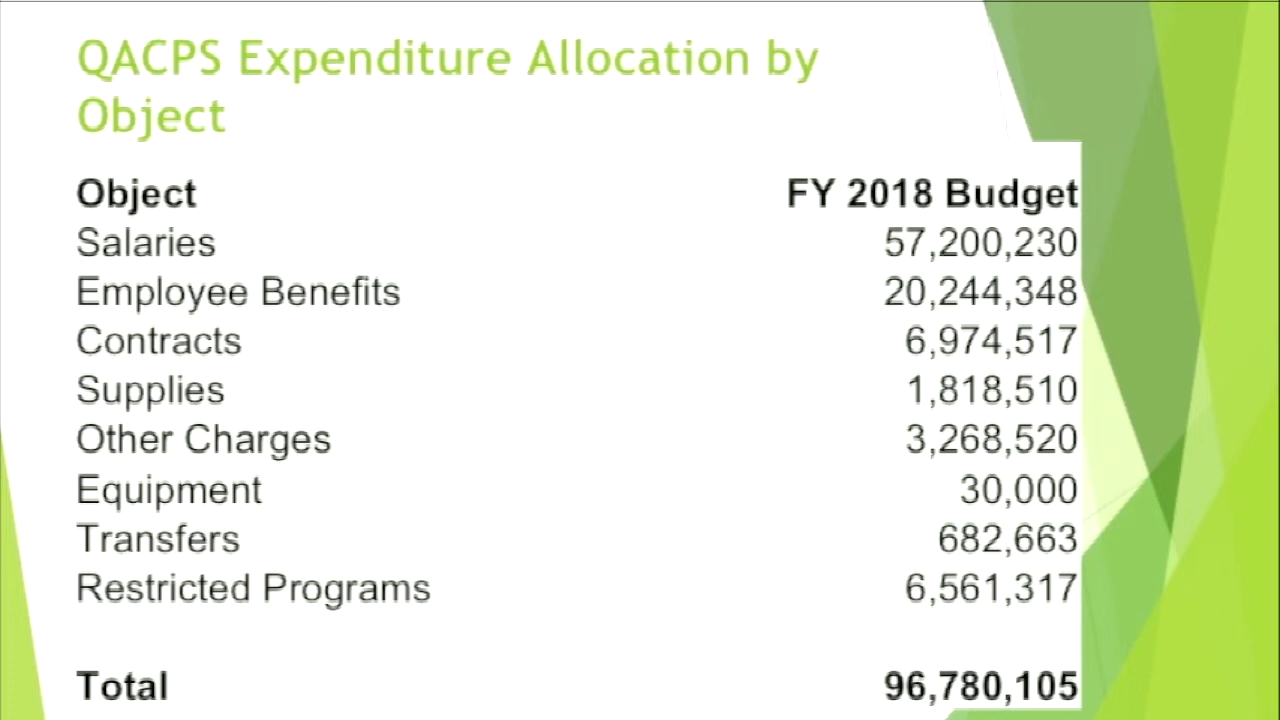 QACPS Expenditure Allocation by
Object
Object FY 2018 Budget
Salaries 57,200,230
Employee Benefits 20,244,348
Contracts 6,974,517
Supplies 1,818,510
Other Charges 3,268,520
Equipment 30,000
Transfers 682,663
Restricted Programs 6,561,317
Total 96,780,105